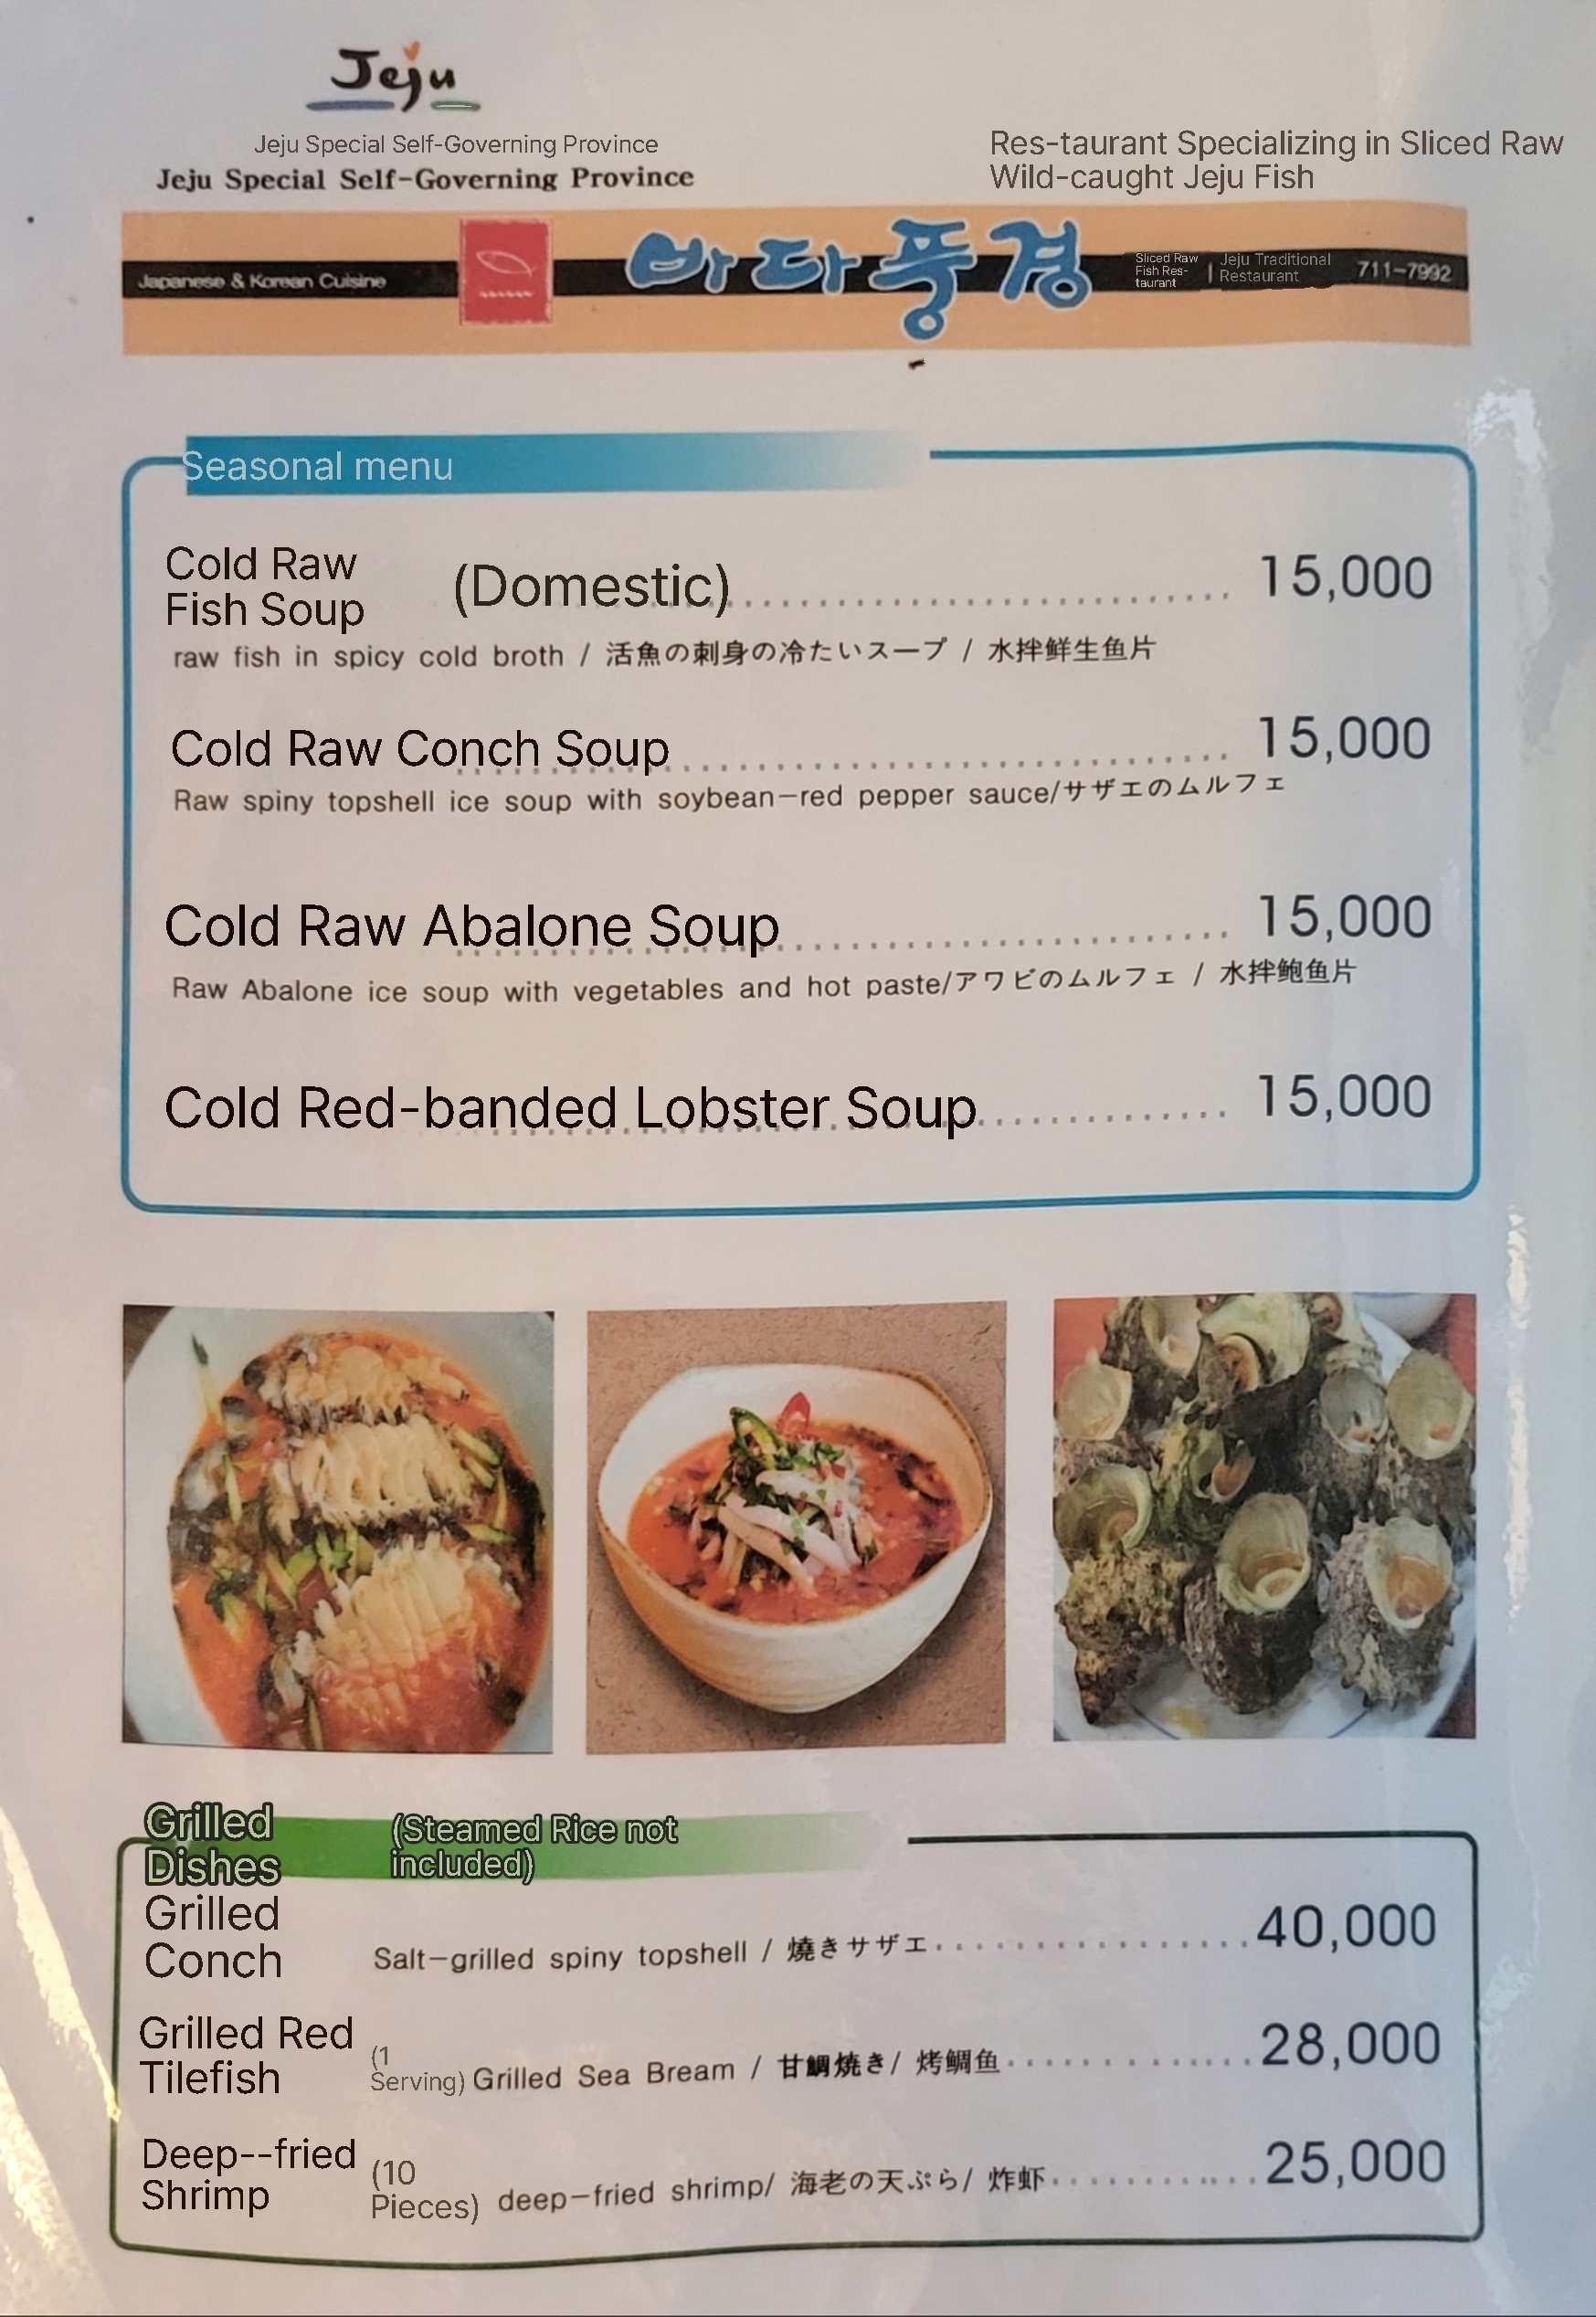 Jeju
Jeju Special Self-Governing Province
Jeju Special Self-Governing Province
Res-taurant Specializing in Sliced Raw
Wild-caught Jeju Fish
Japanese & Korean Cuisine
바다풍경
Sliced Raw
Fish Res-
taurant
| Jeju Traditional
Restaurant
711-7992
Seasonal menu
Cold Raw
Fish Soup
(Domestic) 15,000
raw fish in spicy cold broth / 活魚の刺身の冷たいスープ / 水拌鲜生鱼片
Cold Raw Conch Soup 15,000
Raw spiny topshell ice soup with soybean-red pepper sauce/サザエのムルフェ
Cold Raw Abalone Soup 15,000
Raw Abalone ice soup with vegetables and hot paste/アワビのムルフェ / 水拌鲍鱼片
Cold Red-banded Lobster Soup 15,000
Grilled
Dishes
(Steamed Rice not
included)
Grilled
Conch
Salt-grilled spiny topshell / 燒きサザエ 40,000
Grilled Red
Tilefish
(1
Serving) Grilled Sea Bream / 甘鯛焼き/ 烤鲷鱼 28,000
Deep--fried
Shrimp
(10
Pieces) deep-fried shrimp/ 海老の天ぷら/ 炸虾 25,000